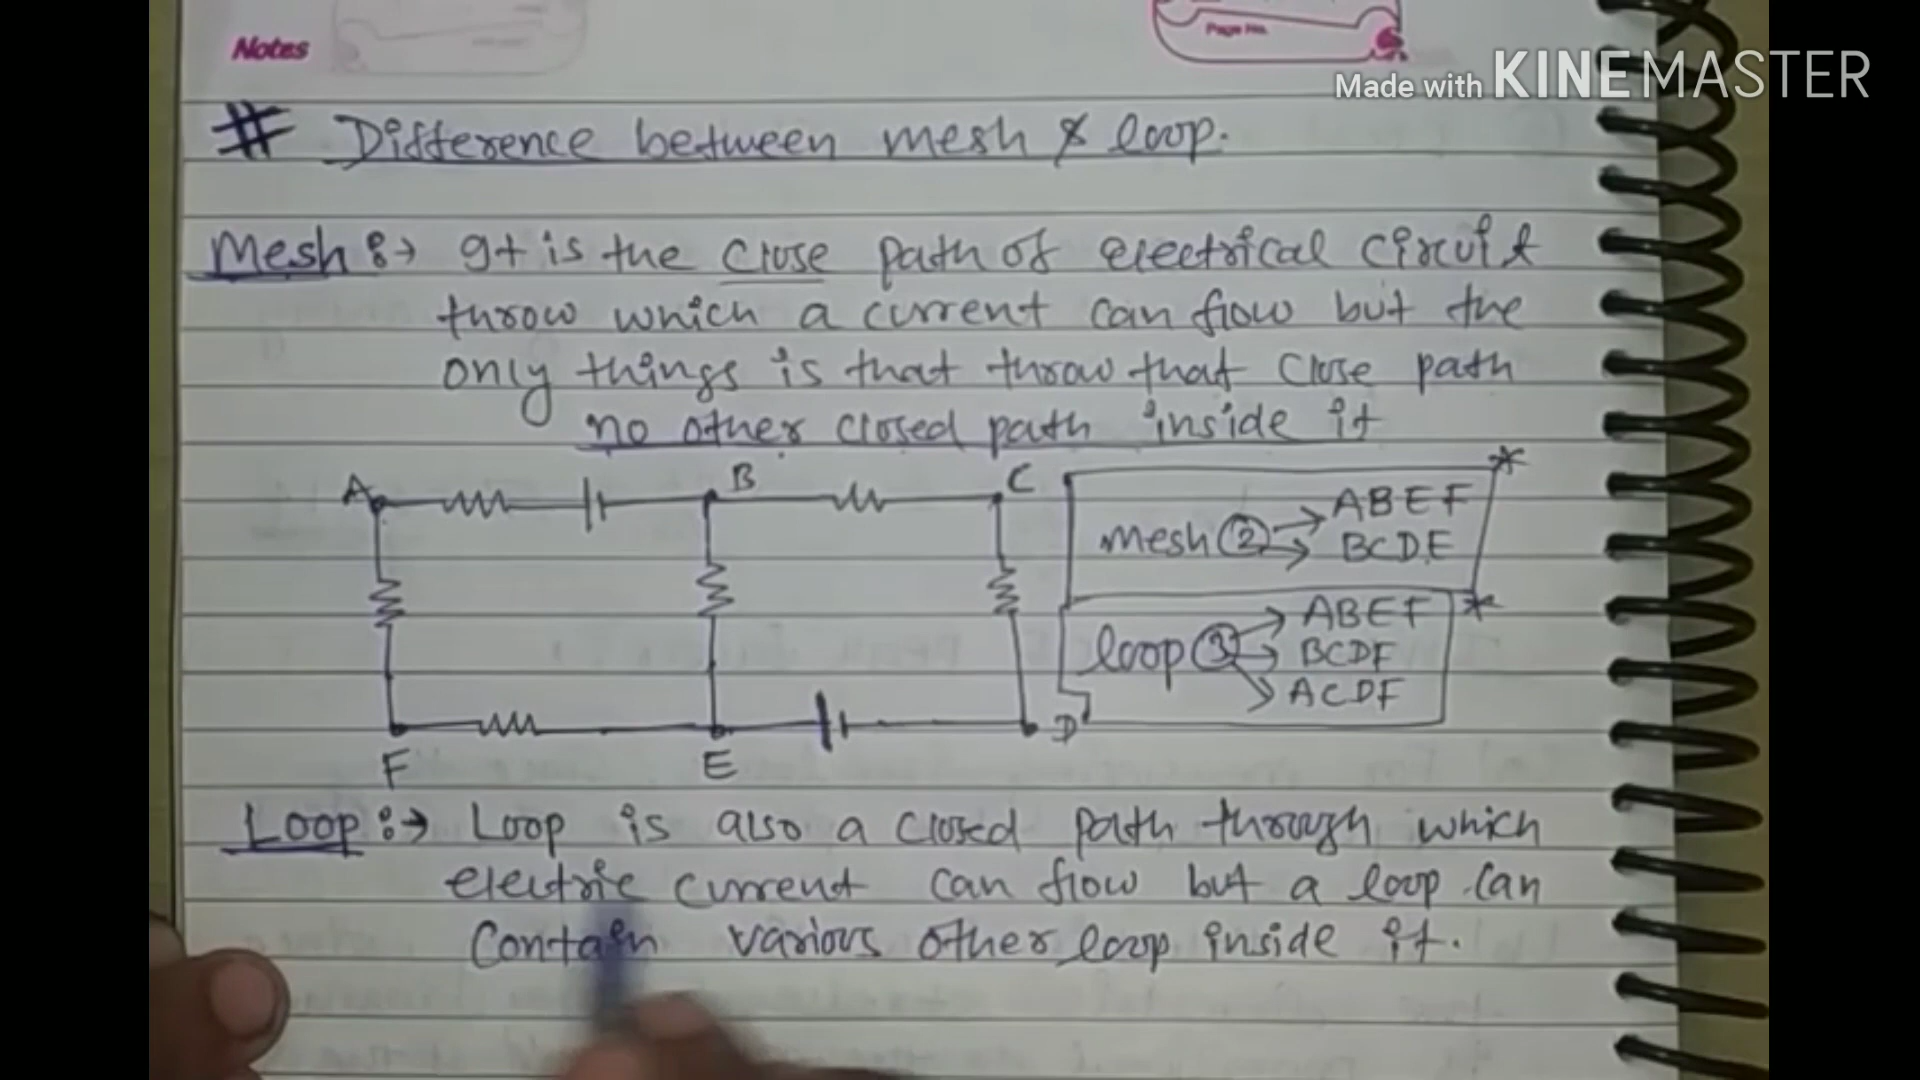 Notes
Page No.
Made with KINEMASTER
# Difference between mesh & loop.
Mesh :→ It is the close path of electrical circuit
throw which a current can flow but the
only things is that throw that close path
no other closed path inside it
A
B
C
mesh ② → ABEF
→ BCDE
loop ③ → ABEF
→ BCDE
→ ACDF
F
E
D
Loop :→ Loop is also a closed path through which
electric current can flow but a loop can
Contain various other loop inside it.